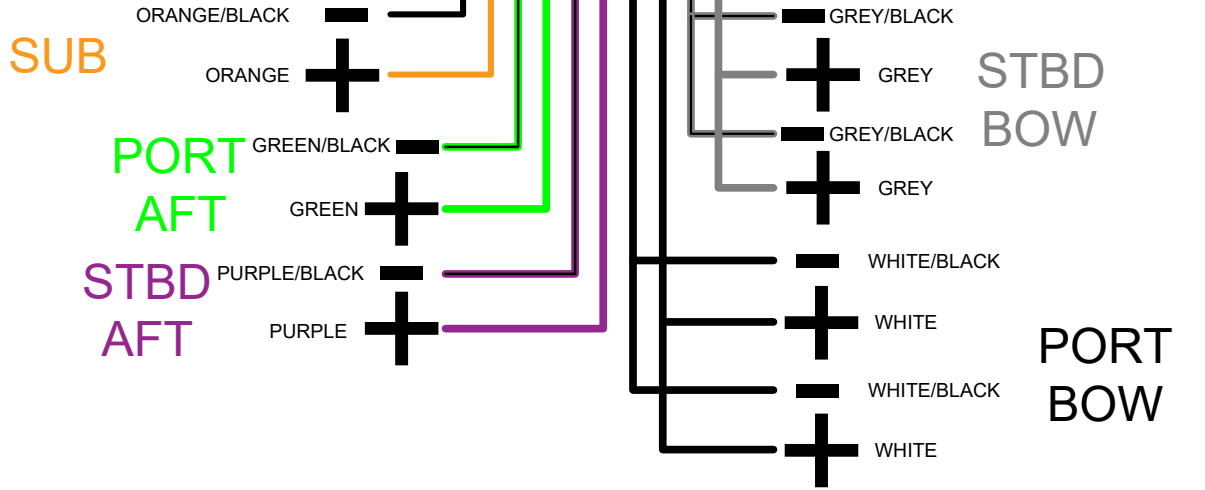 ORANGE/BLACK
SUB
ORANGE
GREEN/BLACK
PORT
AFT
GREEN
PURPLE/BLACK
STBD
AFT
PURPLE
GREY/BLACK
GREY
STBD
BOW
GREY/BLACK
GREY
WHITE/BLACK
WHITE
PORT
BOW
WHITE/BLACK
WHITE